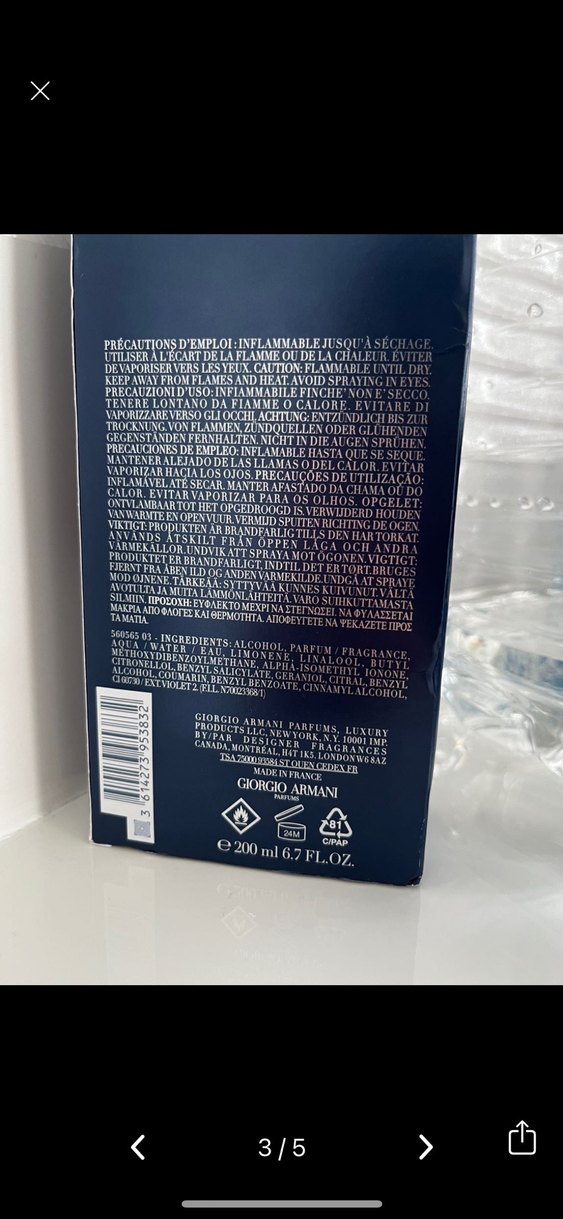 PRÉCAUTIONS D'EMPLOI : INFLAMMABLE JUSQU'À SÉCHAGE.
UTILISER À L'ÉCART DE LA FLAMME OU DE LA CHALEUR. ÉVITER
DE VAPORISER VERS LES YEUX. CAUTION: FLAMMABLE UNTIL DRY.
KEEP AWAY FROM FLAMES AND HEAT. AVOID SPRAYING IN EYES.
PRECAUZIONI D'USO: INFIAMMABILE FINCHE' NON E' SECCO.
TENERE LONTANO DA FIAMME O CALORE. EVITARE DI
VAPORIZZARE VERSO GLI OCCHI. ACHTUNG: ENTZÜNDLICH BIS ZUR
TROCKNUNG. VON FLAMMEN, ZÜNDQUELLEN ODER GLÜHENDEN
GEGENSTÄNDEN FERNHALTEN. NICHT IN DIE AUGEN SPRÜHEN.
PRECAUCIONES DE EMPLEO: INFLAMABLE HASTA QUE SE SEQUE.
MANTENER ALEJADO DE LAS LLAMAS O DEL CALOR. EVITAR
VAPORIZAR HACIA LOS OJOS. PRECAUÇÕES DE UTILIZAÇÃO:
INFLAMÁVEL ATÉ SECAR. MANTER AFASTADO DA CHAMA OU DO
CALOR. EVITAR VAPORIZAR PARA OS OLHOS. OPGELET:
ONTVLAMBAAR TOT HET OPGEDROOGD IS. VERWIJDERD HOUDEN
VAN WARMTE EN OPEN VUUR. VERMIJD SPUITEN RICHTING DE OGEN.
VIKTIGT: PRODUKTEN ÄR BRANDFARLIG TILLS DEN HAR TORKAT.
ANVÄNDS ÅTSKILT FRÅN ÖPPEN LÅGA OCH ANDRA
VÄRMEKÄLLOR. UNDVIK ATT SPRAYA MOT ÖGONEN. VIGTIGT:
PRODUKTET ER BRANDFARLIGT, INDTIL DET ER TØRT. BRUGES
FJERNT FRA ÅBEN ILD OG ANDEN VARMEKILDE. UNDGÅ AT SPRAYE
MOD ØJNENE. TÄRKEÄÄ: SYTTYVÄÄ KUNNES KUIVUNUT. VÄLTÄ
AVOTULTA JA MUITA LÄMMÖNLÄHTEITÄ. VARO SUIHKUTTAMASTA
SILMIIN. ΠΡΟΣΟΧΗ: ΕΥΦΛΕΚΤΟ ΜΕΧΡΙ ΝΑ ΣΤΕΓΝΩΣΕΙ. ΝΑ ΦΥΛΑΣΣΕΤΑΙ
ΜΑΚΡΙΑ ΑΠΟ ΦΛΟΓΕΣ ΚΑΙ ΘΕΡΜΟΤΗΤΑ. ΑΠΟΦΕΥΓΕΤΕ ΝΑ ΨΕΚΑΖΕΤΕ ΠΡΟΣ
ΤΑ ΜΑΤΙΑ.
560565 03 - INGREDIENTS: ALCOHOL, PARFUM / FRAGRANCE,
AQUA / WATER / EAU, LIMONENE, LINALOOL, BUTYL
METHOXYDIBENZOYLMETHANE, ALPHA-ISOMETHYL IONONE,
CITRONELLOL, BENZYL SALICYLATE, GERANIOL, CITRAL, BENZYL
ALCOHOL, COUMARIN, BENZYL BENZOATE, CINNAMYL ALCOHOL,
CI 60730 / EXT. VIOLET 2. (F.I.L. N70023368/1)
3 614273 953832
GIORGIO ARMANI PARFUMS, LUXURY
PRODUCTS LLC, NEW YORK, N.Y. 10001 IMP.
BY/PAR DESIGNER FRAGRANCES
CANADA, MONTRÉAL, H4T 1K5. LONDON W6 8AZ
TSA 75000 93584 ST OUEN CEDEX FR
MADE IN FRANCE
GIORGIO ARMANI
PARFUMS
24M
81
C/PAP
℮ 200 ml 6.7 FL.OZ.
3 / 5